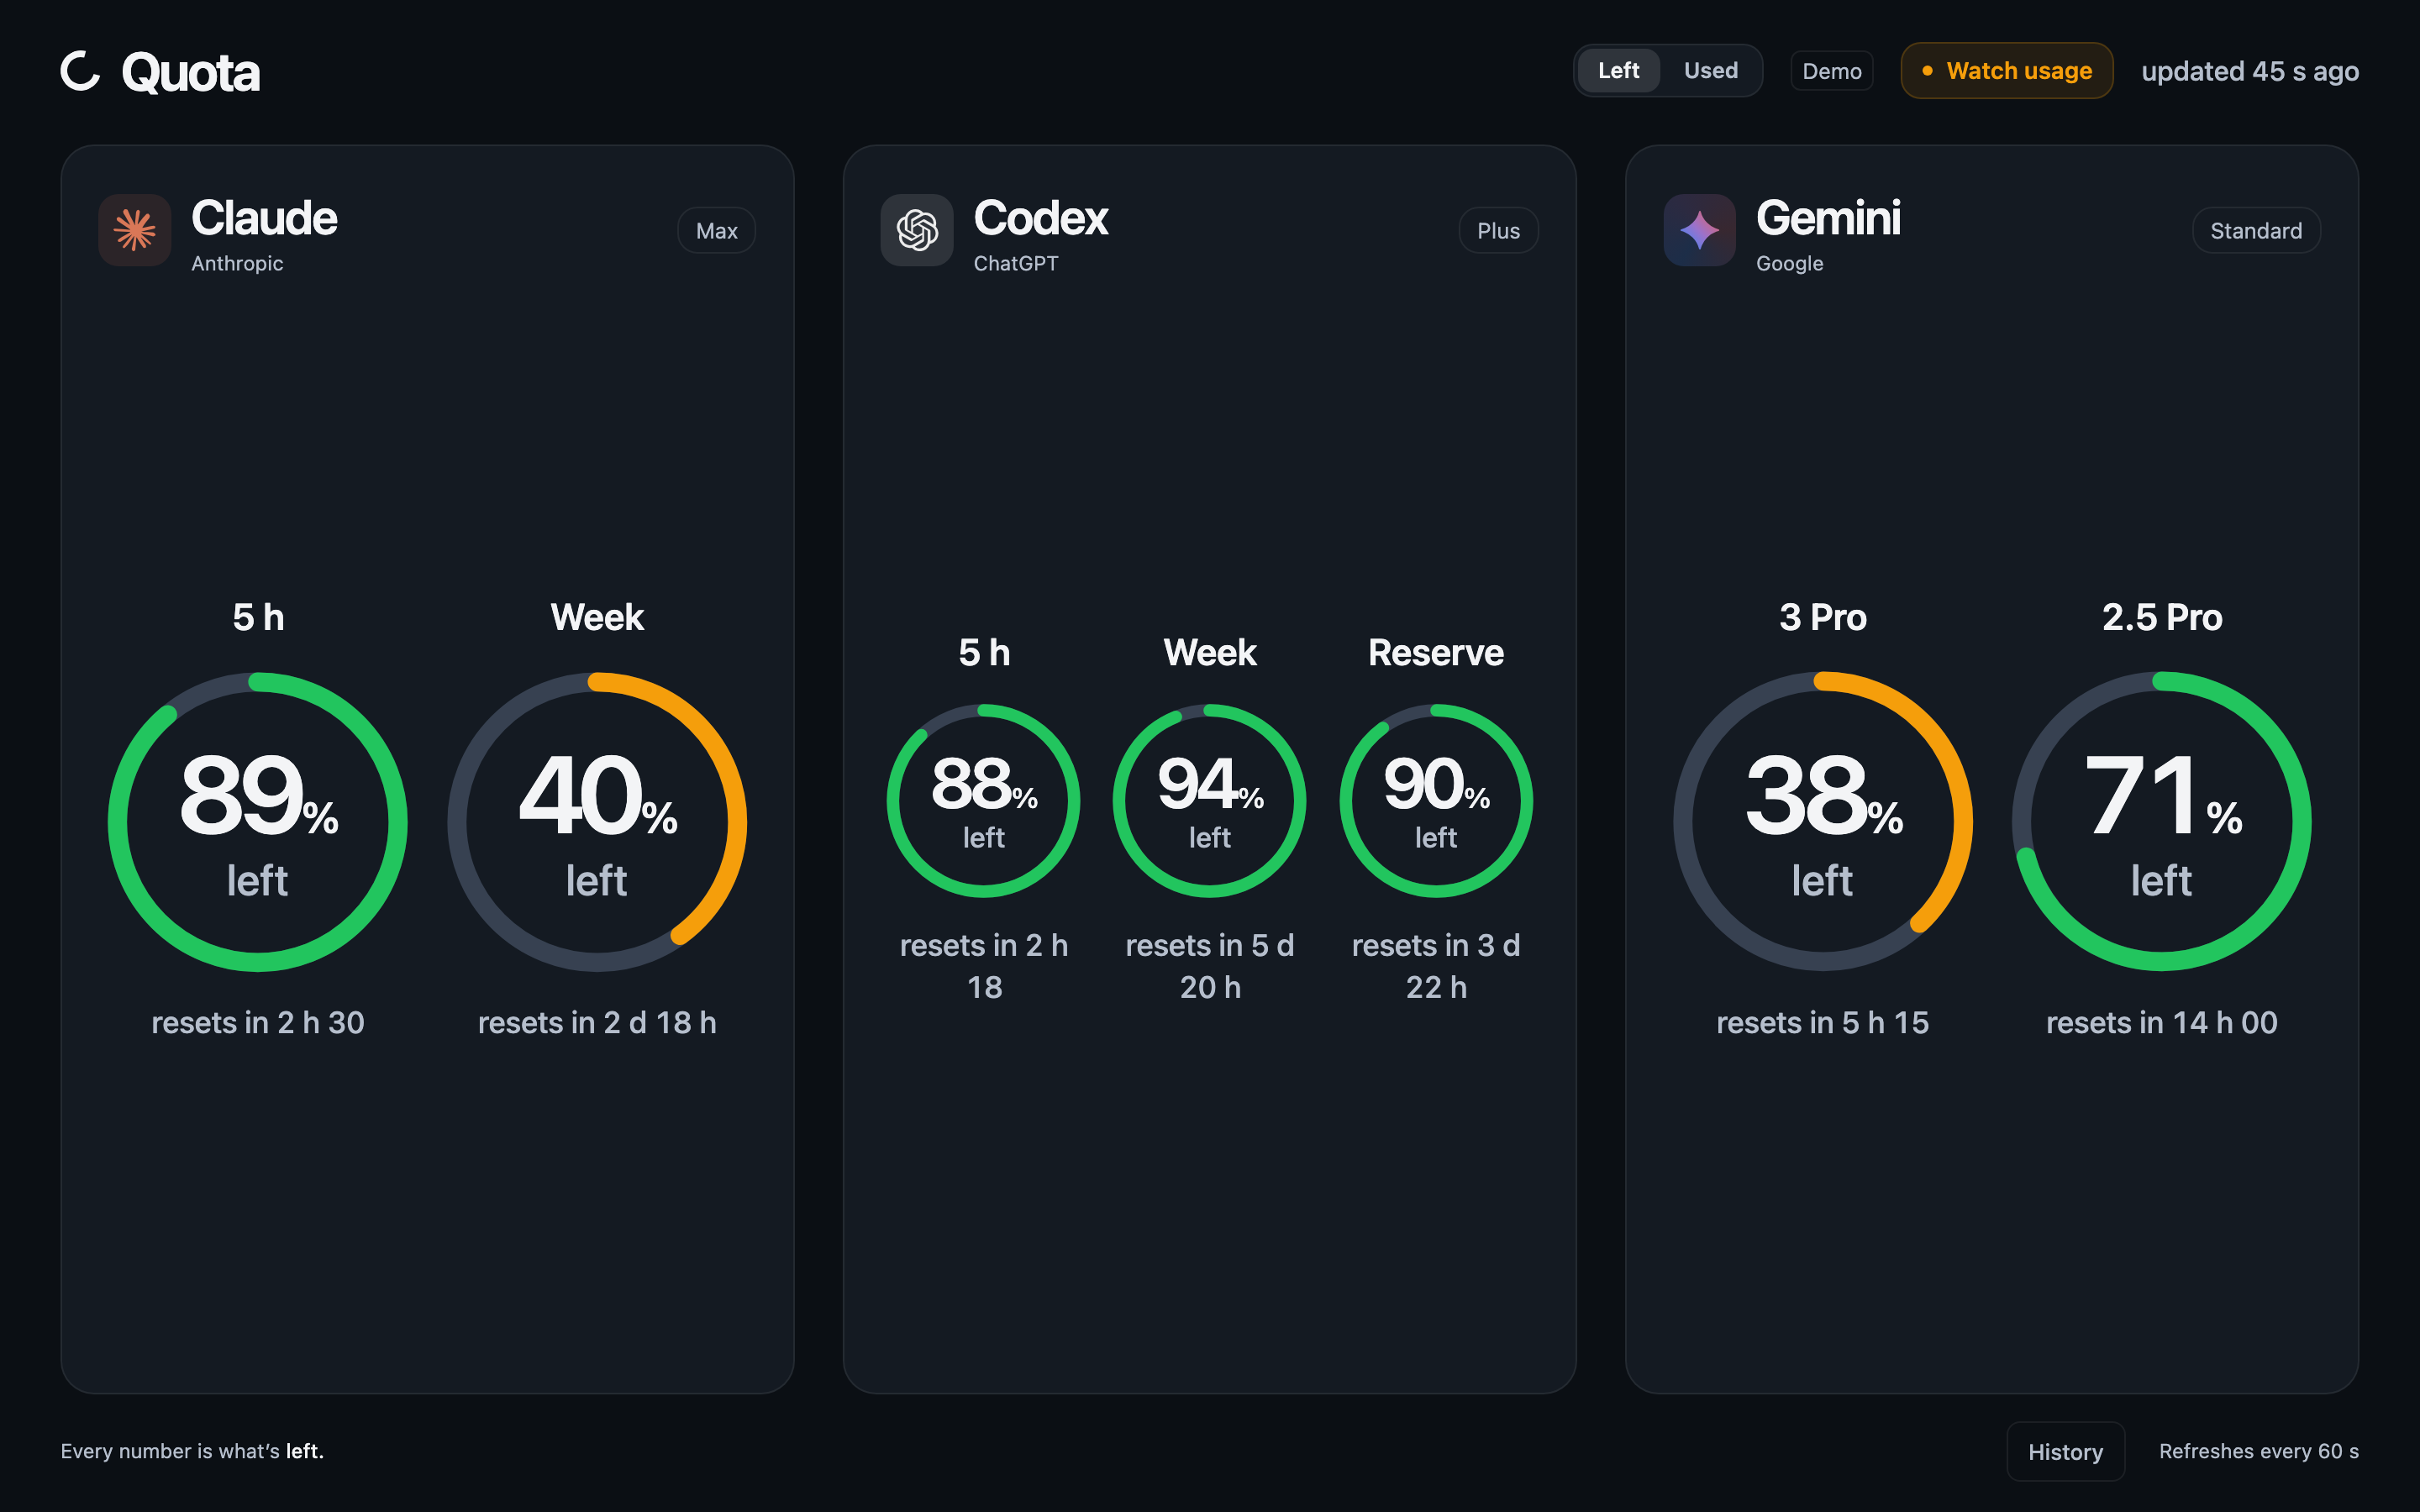 Quota
Left
Used
Demo
Watch usage
updated 45 s ago
Claude
Anthropic
Max
5 h
89%
left
resets in 2 h 30
Week
40%
left
resets in 2 d 18 h
Codex
ChatGPT
Plus
5 h
88%
left
resets in 2 h
18
Week
94%
left
resets in 5 d
20 h
Reserve
90%
left
resets in 3 d
22 h
Gemini
Google
Standard
3 Pro
38%
left
resets in 5 h 15
2.5 Pro
71%
left
resets in 14 h 00
Every number is what’s left.
History
Refreshes every 60 s